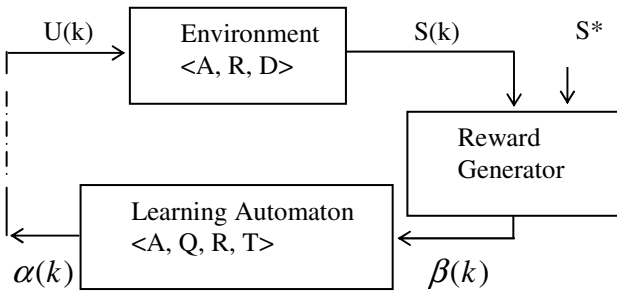 U(k)
Environment
<A, R, D>
S(k)
S*
Reward
Generator
Learning Automaton
<A, Q, R, T>
α(k)
β(k)